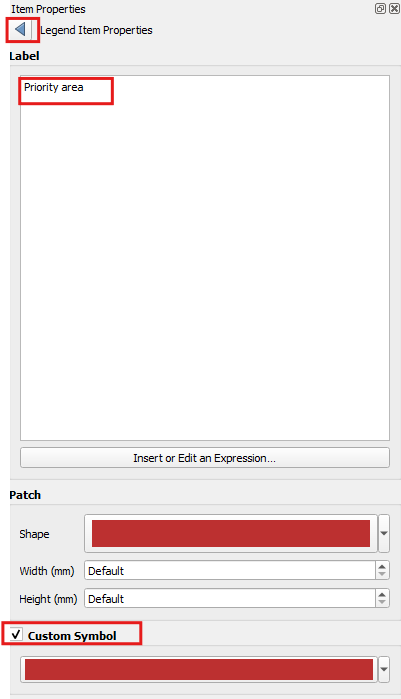 Item Properties
Legend Item Properties
Label
Priority area
Insert or Edit an Expression...
Patch
Shape
Width (mm) Default
Height (mm) Default
Custom Symbol